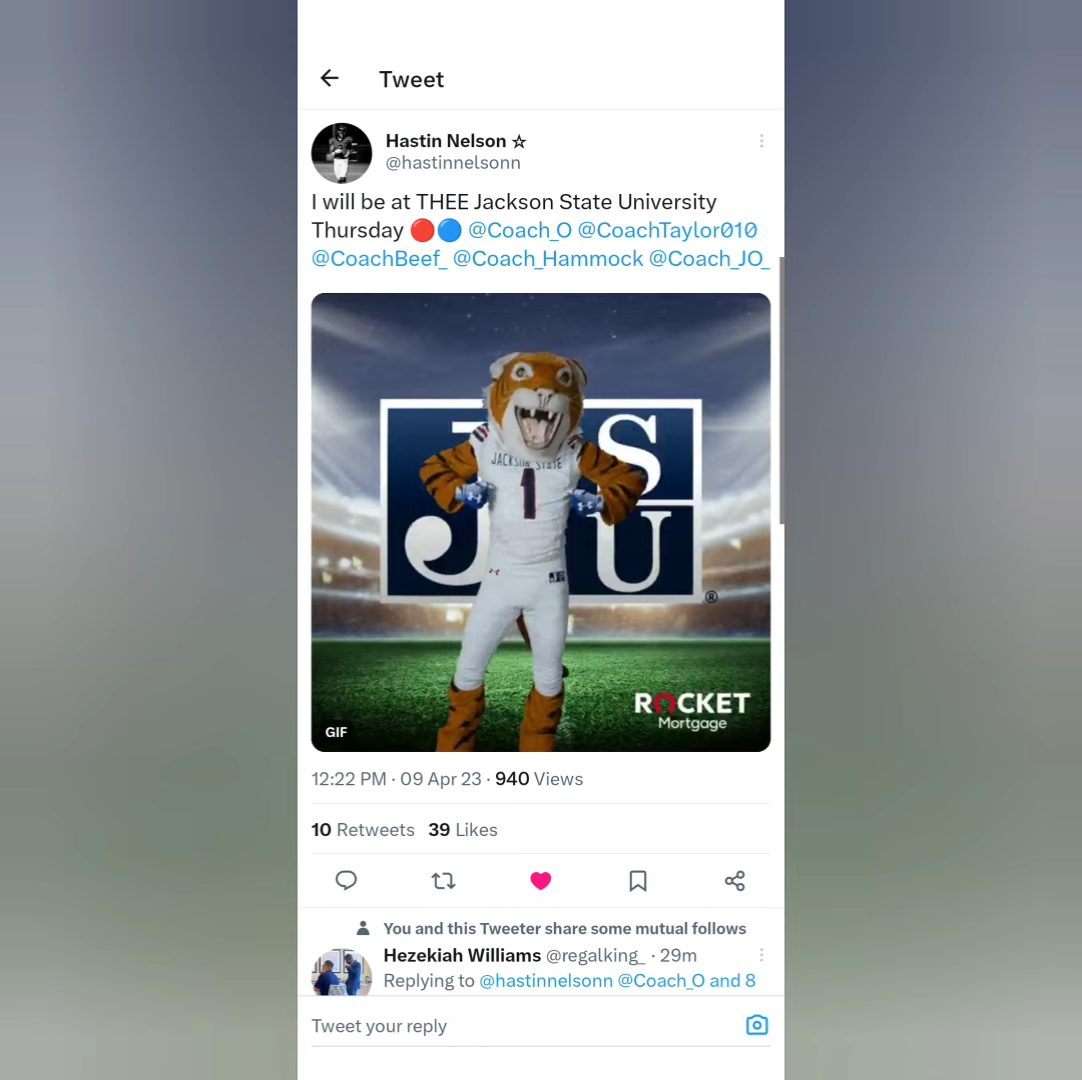 Tweet
Hastin Nelson ☆
@hastinnelsonn
I will be at THEE Jackson State University
Thursday 🔴🔵 @Coach_O @CoachTaylor010
@CoachBeef_ @Coach_Hammock @Coach_JO_
JACKSON STATE
1
J S U
®
JSU
ROCKET
Mortgage
GIF
12:22 PM · 09 Apr 23 · 940 Views
10 Retweets 39 Likes
You and this Tweeter share some mutual follows
Hezekiah Williams @regalking_ · 29m
Replying to @hastinnelsonn @Coach_O and 8
Tweet your reply